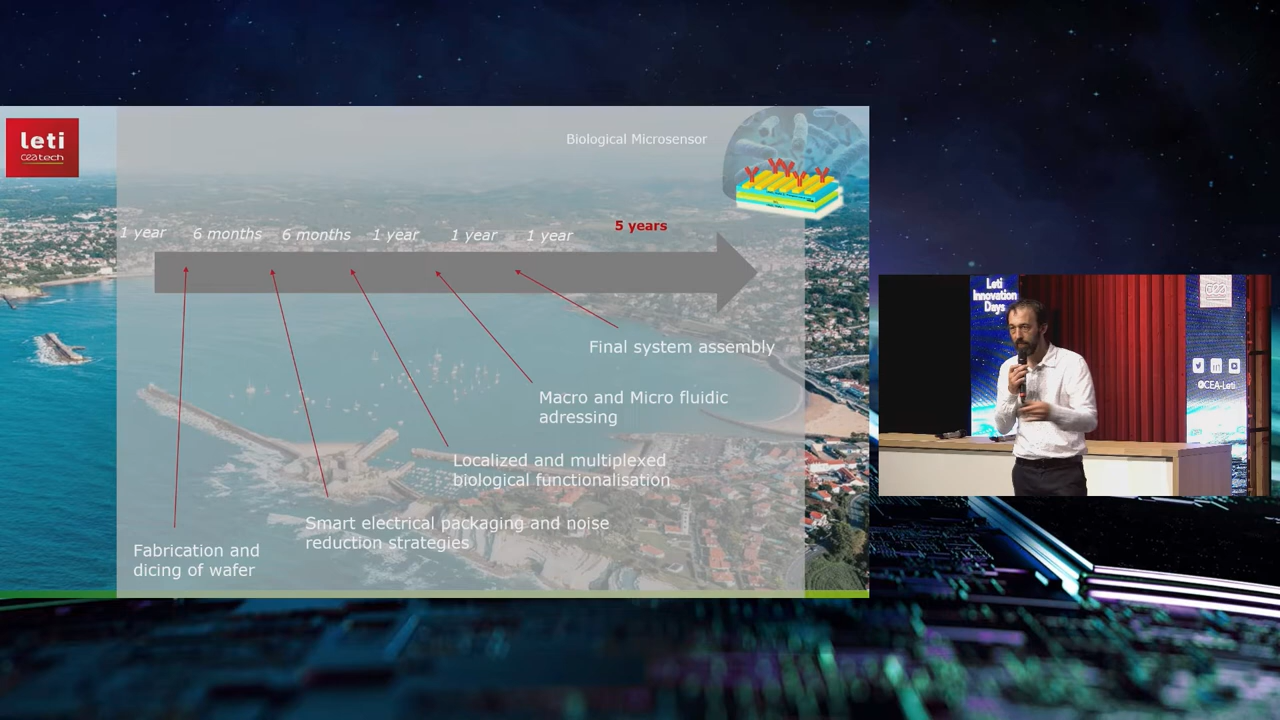 leti
cea tech
Biological Microsensor
5 years
1 year
6 months
6 months
1 year
1 year
1 year
Final system assembly
Macro and Micro fluidic
adressing
Localized and multiplexed
biological functionalisation
Smart electrical packaging and noise
reduction strategies
Fabrication and
dicing of wafer
Leti
Innovation
Days
cea
@CEA-Leti